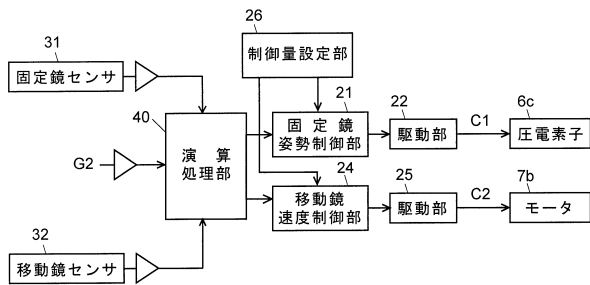 26
31
制御量設定部
固定鏡センサ
40
21
22
6c
固定鏡
姿勢制御部
駆動部
C1
圧電素子
G2
演算
処理部
24
25
7b
移動鏡
速度制御部
駆動部
C2
モータ
32
移動鏡センサ